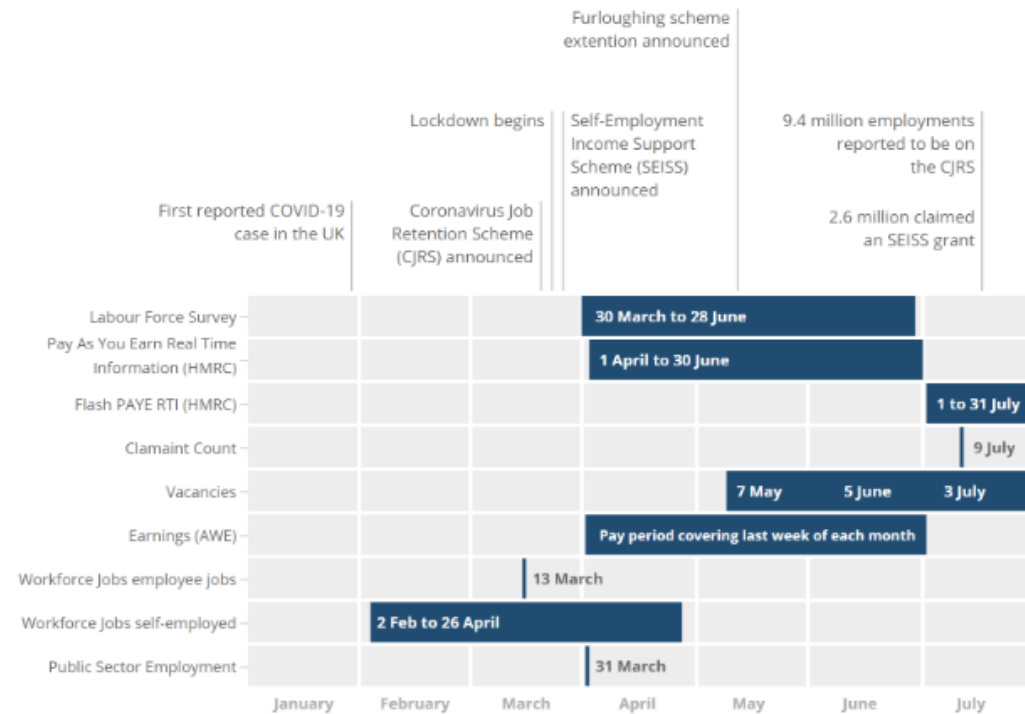 Furloughing scheme
extention announced
Lockdown begins
Self-Employment
Income Support
Scheme (SEISS)
announced
9.4 million employments
reported to be on
the CJRS
First reported COVID-19
case in the UK
Coronavirus Job
Retention Scheme
(CJRS) announced
2.6 million claimed
an SEISS grant
Labour Force Survey
30 March to 28 June
Pay As You Earn Real Time
Information (HMRC)
1 April to 30 June
Flash PAYE RTI (HMRC)
1 to 31 July
Clamaint Count
9 July
Vacancies
7 May
5 June
3 July
Earnings (AWE)
Pay period covering last week of each month
Workforce Jobs employee jobs
13 March
Workforce Jobs self-employed
2 Feb to 26 April
Public Sector Employment
31 March
January
February
March
April
May
June
July